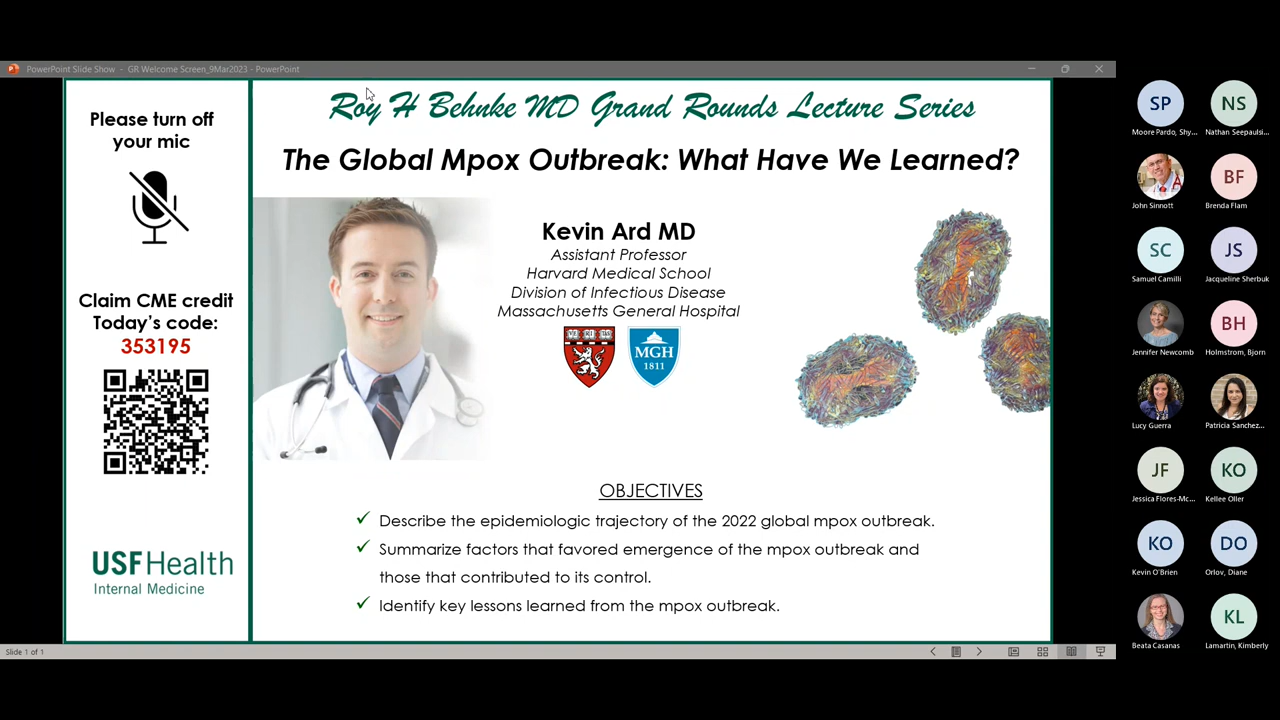 PowerPoint Slide Show - GR Welcome Screen_9Mar2023 - PowerPoint
Please turn off
your mic
Claim CME credit
Today's code:
353195
USF Health
Internal Medicine
Roy H Behnke MD Grand Rounds Lecture Series
The Global Mpox Outbreak: What Have We Learned?
Kevin Ard MD
Assistant Professor
Harvard Medical School
Division of Infectious Disease
Massachusetts General Hospital
VE RI TAS
MGH
1811
OBJECTIVES
Describe the epidemiologic trajectory of the 2022 global mpox outbreak.
Summarize factors that favored emergence of the mpox outbreak and
those that contributed to its control.
Identify key lessons learned from the mpox outbreak.
Slide 1 of 1
SP
Moore Pardo, Shy...
NS
Nathan Seepaulsi...
John Sinnott
BF
Brenda Flam
SC
Samuel Camilli
JS
Jacqueline Sherbuk
Jennifer Newcomb
BH
Holmstrom, Bjorn
Lucy Guerra
Patricia Sanchez...
JF
Jessica Flores-Mc...
KO
Kellee Oller
KO
Kevin O'Brien
DO
Orlov, Diane
Beata Casanas
KL
Lamartin, Kimberly